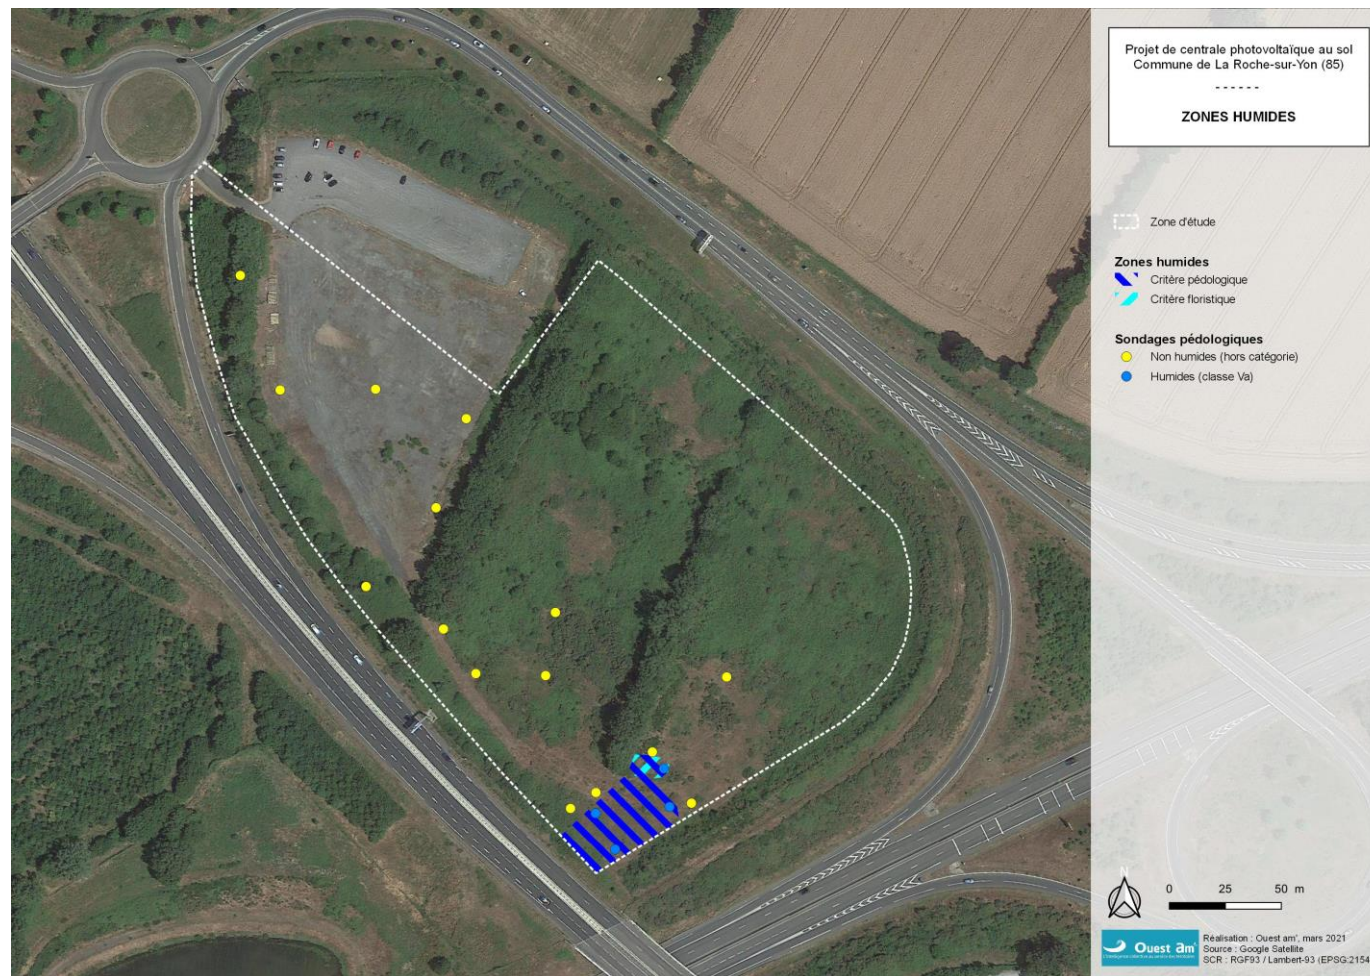 Projet de centrale photovoltaïque au sol
Commune de La Roche-sur-Yon (85)
------
ZONES HUMIDES
Zone d'étude
Zones humides
Critère pédologique
Critère floristique
Sondages pédologiques
Non humides (hors catégorie)
Humides (classe Va)
N
0 25 50 m
Ouest am'
Réalisation : Ouest am', mars 2021
Source : Google Satellite
SCR : RGF93 / Lambert-93 (EPSG:2154